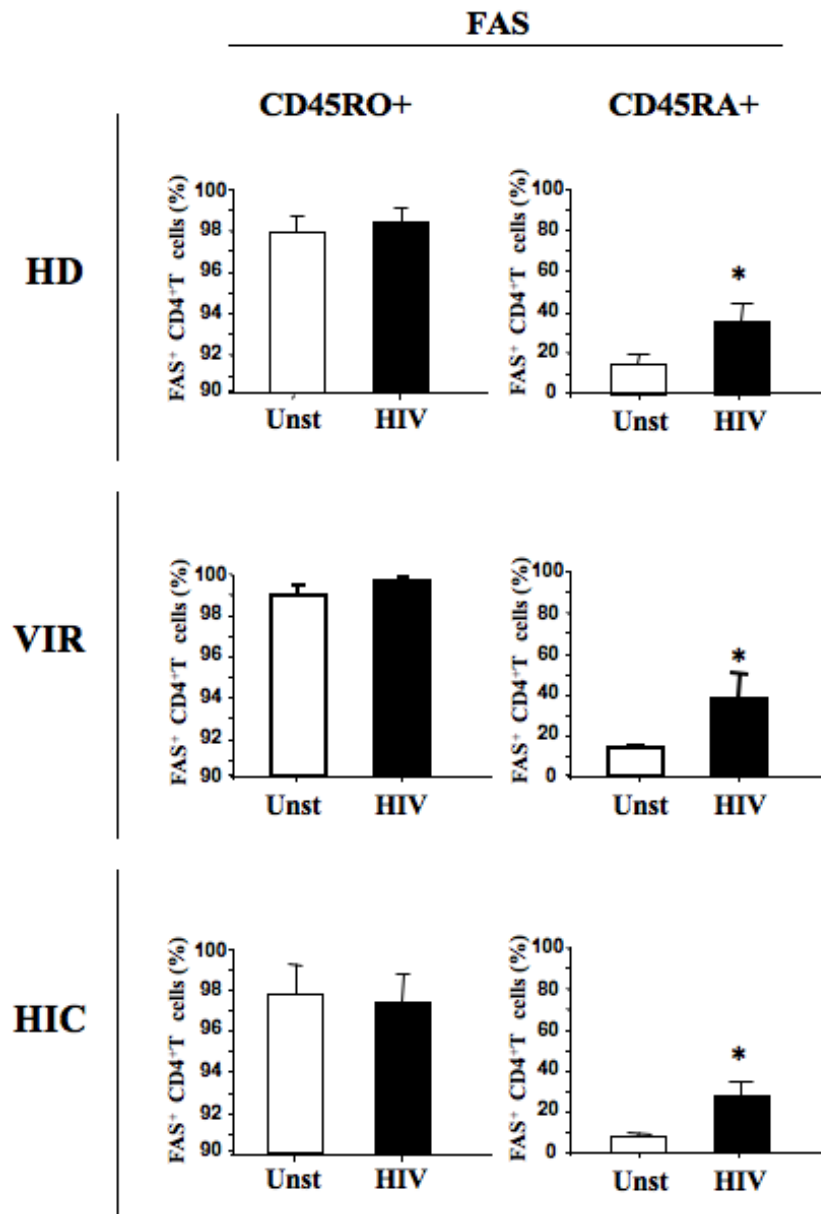 FAS
CD45RO+ CD45RA+
HD
FAS⁺ CD4⁺T cells (%)
100
98
96
94
92
90
Unst HIV
FAS⁺ CD4⁺T cells (%)
100
80
60
40
20
0
*
Unst HIV
VIR
FAS⁺ CD4⁺T cells (%)
100
98
96
94
92
90
Unst HIV
FAS⁺ CD4⁺T cells (%)
100
80
60
40
20
0
*
Unst HIV
HIC
FAS⁺ CD4⁺T cells (%)
100
98
96
94
92
90
Unst HIV
FAS⁺ CD4⁺T cells (%)
100
80
60
40
20
0
*
Unst HIV